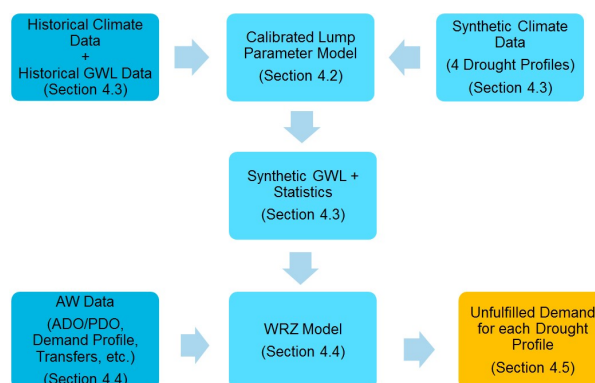 Historical Climate
Data
+
Historical GWL Data
(Section 4.3)
Calibrated Lump
Parameter Model
(Section 4.2)
Synthetic Climate
Data
(4 Drought Profiles)
(Section 4.3)
Synthetic GWL +
Statistics
(Section 4.3)
AW Data
(ADO/PDO,
Demand Profile,
Transfers, etc.)
(Section 4.4)
WRZ Model
(Section 4.4)
Unfulfilled Demand
for each Drought
Profile
(Section 4.5)